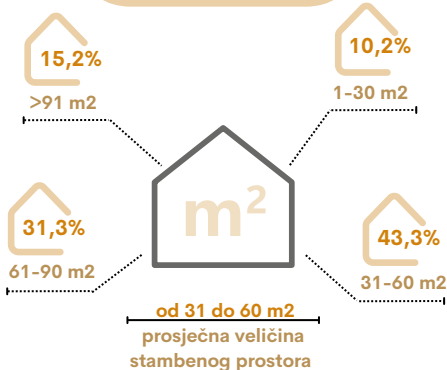 15,2%
>91 m2
10,2%
1-30 m2
m²
31,3%
61-90 m2
43,3%
31-60 m2
od 31 do 60 m2
prosječna veličina
stambenog prostora